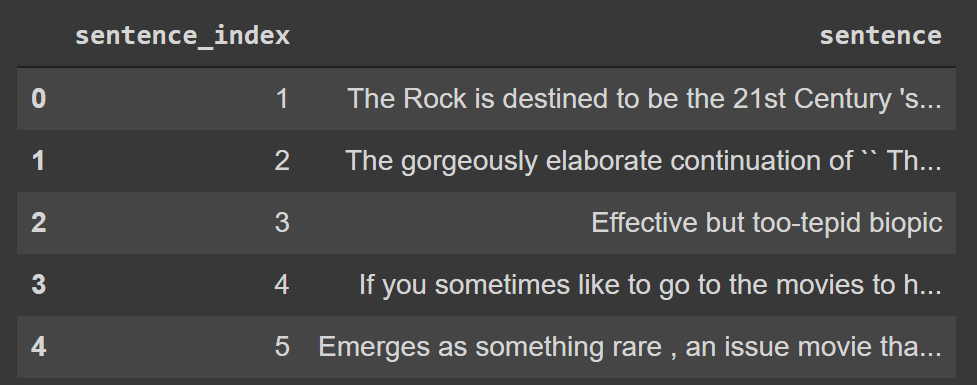 sentence_index sentence
0 1 The Rock is destined to be the 21st Century 's...
1 2 The gorgeously elaborate continuation of `` Th...
2 3 Effective but too-tepid biopic
3 4 If you sometimes like to go to the movies to h...
4 5 Emerges as something rare , an issue movie tha...